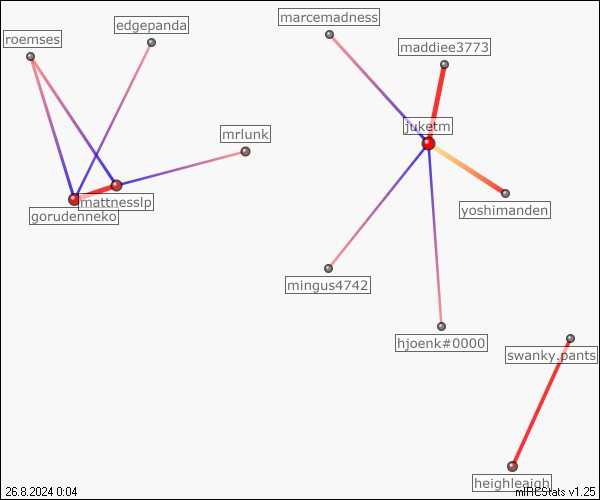 marcemadness
edgepanda
roemses
maddiee3773
juketm
mrlunk
mattnesslp
yoshimanden
gorudenneko
mingus4742
hjoenk#0000
swanky.pants
heighleaigh
26.8.2024 0:04
mIRCStats v1.25